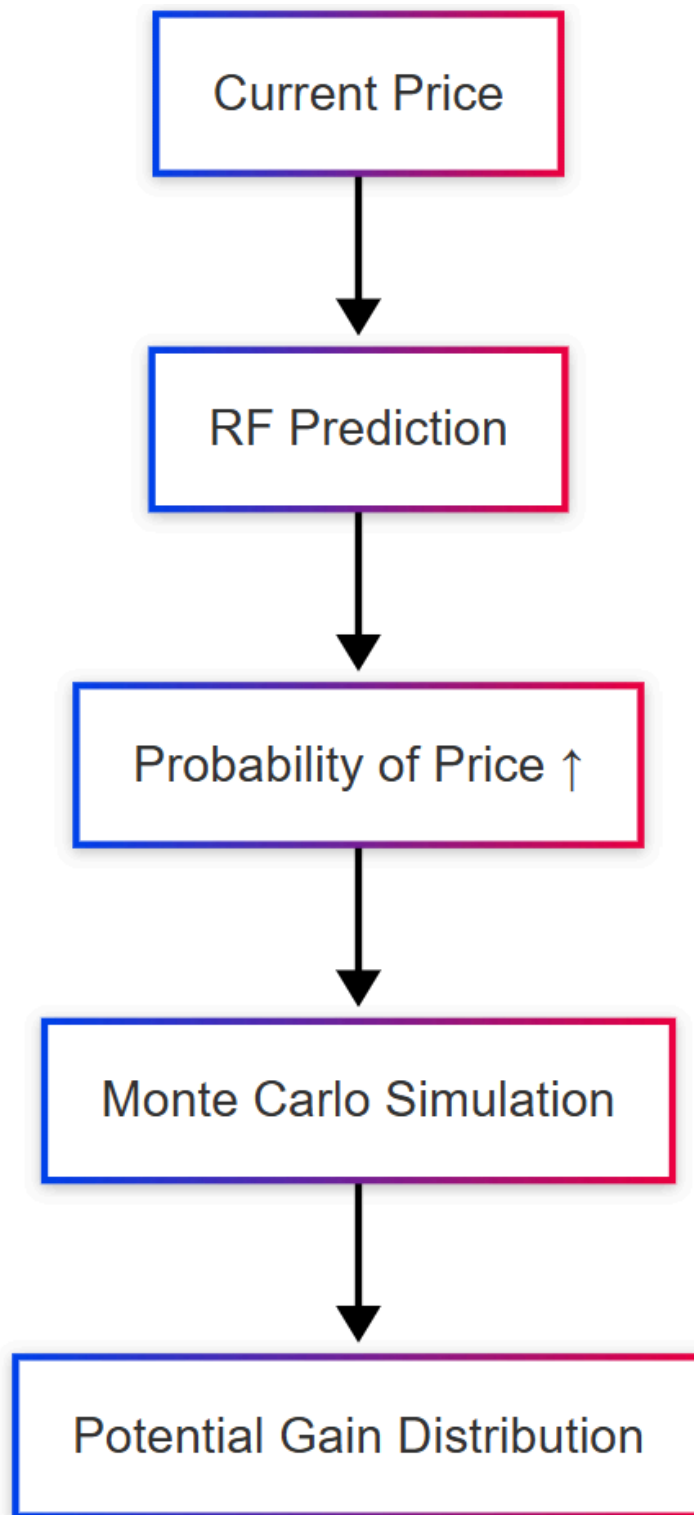 Current Price
RF Prediction
Probability of Price ↑
Monte Carlo Simulation
Potential Gain Distribution